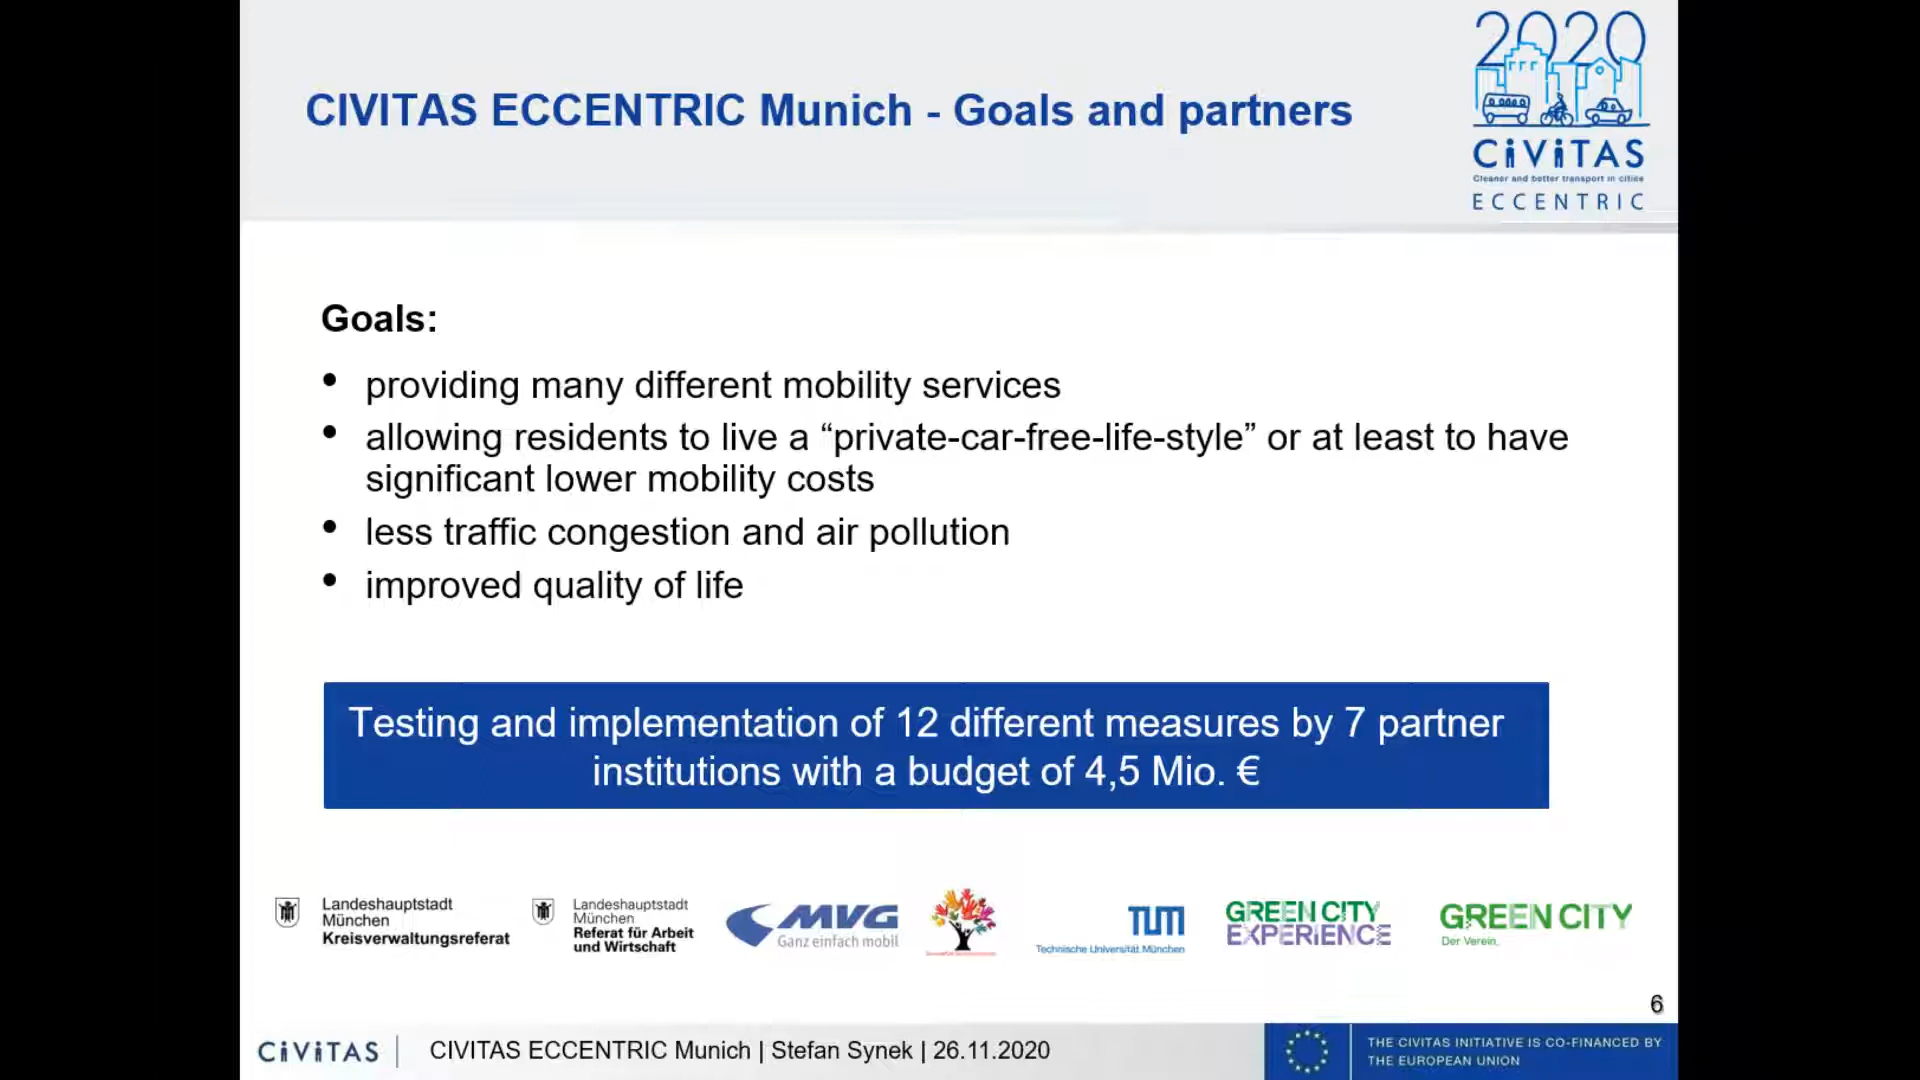 2020
CiViTAS
Cleaner and better transport in cities
ECCENTRIC
CIVITAS ECCENTRIC Munich - Goals and partners
Goals:
• providing many different mobility services
• allowing residents to live a “private-car-free-life-style” or at least to have
significant lower mobility costs
• less traffic congestion and air pollution
• improved quality of life
Testing and implementation of 12 different measures by 7 partner
institutions with a budget of 4,5 Mio. €
Landeshauptstadt
München
Kreisverwaltungsreferat
Landeshauptstadt
München
Referat für Arbeit
und Wirtschaft
MVG
Ganz einfach mobil
TUM
Technische Universität München
GREEN CITY
EXPERIENCE
GREEN CITY
Der Verein.
6
CiViTAS
CIVITAS ECCENTRIC Munich | Stefan Synek | 26.11.2020
THE CIVITAS INITIATIVE IS CO-FINANCED BY
THE EUROPEAN UNION